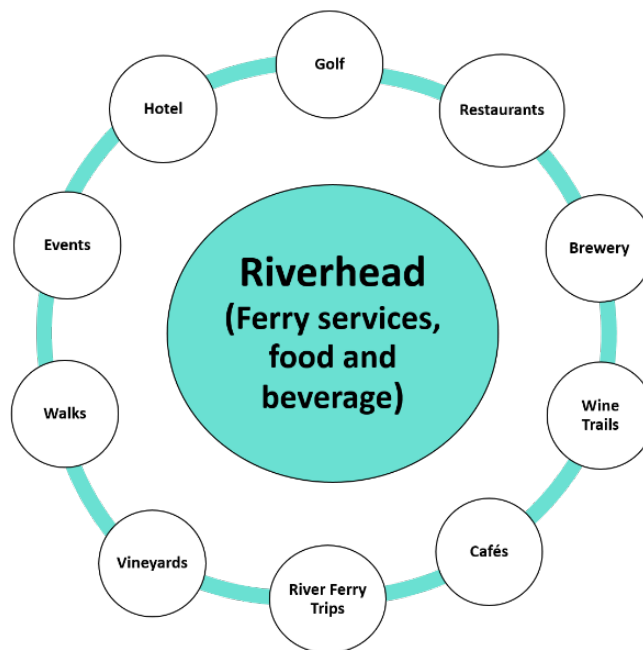 Golf
Restaurants
Brewery
Wine
Trails
Cafés
River Ferry
Trips
Vineyards
Walks
Events
Hotel
Riverhead
(Ferry services,
food and
beverage)